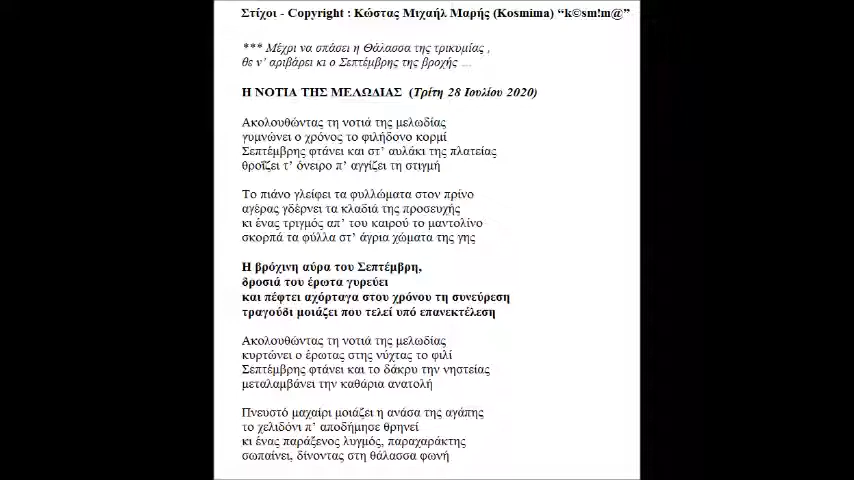 Στίχοι - Copyright : Κώστας Μιχαήλ Μαρής (Kosmima) “k©sm!m@”
*** Μέχρι να σπάσει η Θάλασσα της τρικυμίας ,
θε ν’ αριβάρει κι ο Σεπτέμβρης της βροχής ...
Η ΝΟΤΙΑ ΤΗΣ ΜΕΛΩΔΙΑΣ (Τρίτη 28 Ιουλίου 2020)
Ακολουθώντας τη νοτιά της μελωδίας
γυμνώνει ο χρόνος το φιλήδονο κορμί
Σεπτέμβρης φτάνει και στ’ αυλάκι της πλατείας
θροΐζει τ’ όνειρο π’ αγγίζει τη στιγμή
Το πιάνο γλείφει τα φυλλώματα στον πρίνο
αγέρας γδέρνει τα κλαδιά της προσευχής
κι ένας τριγμός απ’ του καιρού το μαντολίνο
σκορπά τα φύλλα στ’ άγρια χώματα της γης
Η βρόχινη αύρα του Σεπτέμβρη,
δροσιά του έρωτα γυρεύει
και πέφτει αχόρταγα στου χρόνου τη συνεύρεση
τραγούδι μοιάζει που τελεί υπό επανεκτέλεση
Ακολουθώντας τη νοτιά της μελωδίας
κυρτώνει ο έρωτας στης νύχτας το φιλί
Σεπτέμβρης φτάνει και το δάκρυ την νηστείας
μεταλαμβάνει την καθάρια ανατολή
Πνευστό μαχαίρι μοιάζει η ανάσα της αγάπης
το χελιδόνι π’ αποδήμησε θρηνεί
κι ένας παράξενος λυγμός, παραχαράκτης
σωπαίνει, δίνοντας στη θάλασσα φωνή